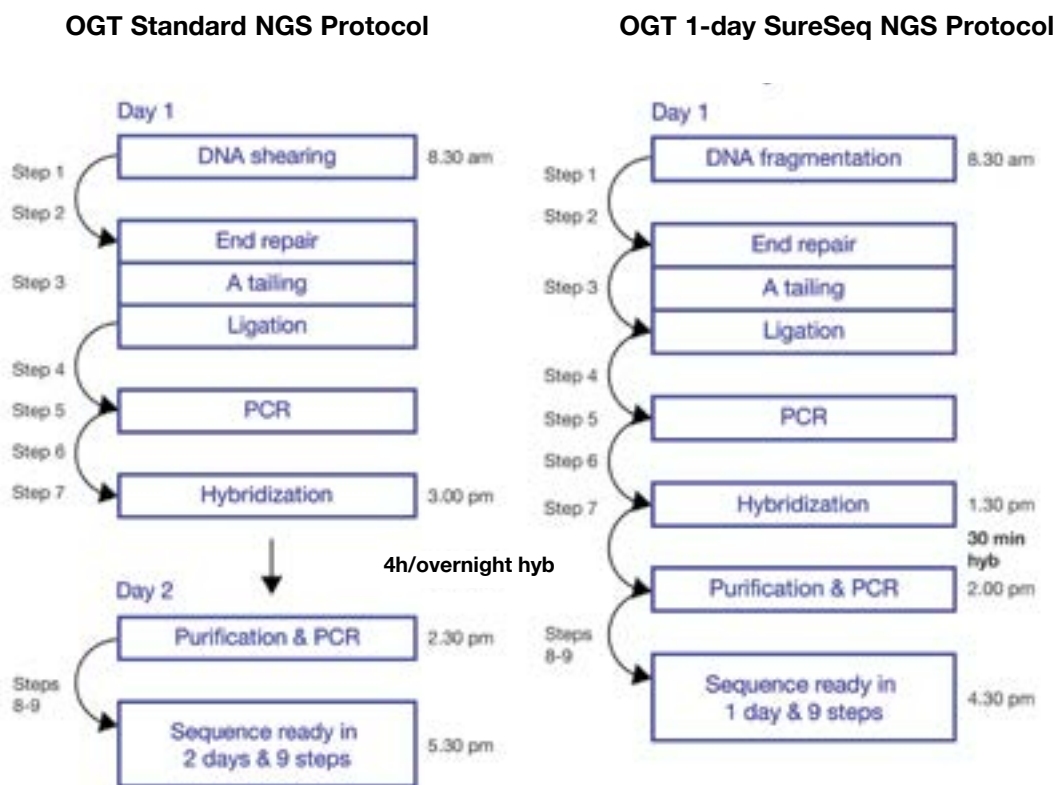 OGT Standard NGS Protocol
Day 1
Step 1
DNA shearing
8.30 am
Step 2
End repair
Step 3
A tailing
Ligation
Step 4
Step 5
PCR
Step 6
Step 7
Hybridization
3.00 pm
4h/overnight hyb
Day 2
Purification & PCR
2.30 pm
Steps
8-9
Sequence ready in
2 days & 9 steps
5.30 pm
OGT 1-day SureSeq NGS Protocol
Day 1
Step 1
DNA fragmentation
8.30 am
Step 2
End repair
Step 3
A tailing
Ligation
Step 4
Step 5
PCR
Step 6
Step 7
Hybridization
1.30 pm
30 min
hyb
Purification & PCR
2.00 pm
Steps
8-9
Sequence ready in
1 day & 9 steps
4.30 pm